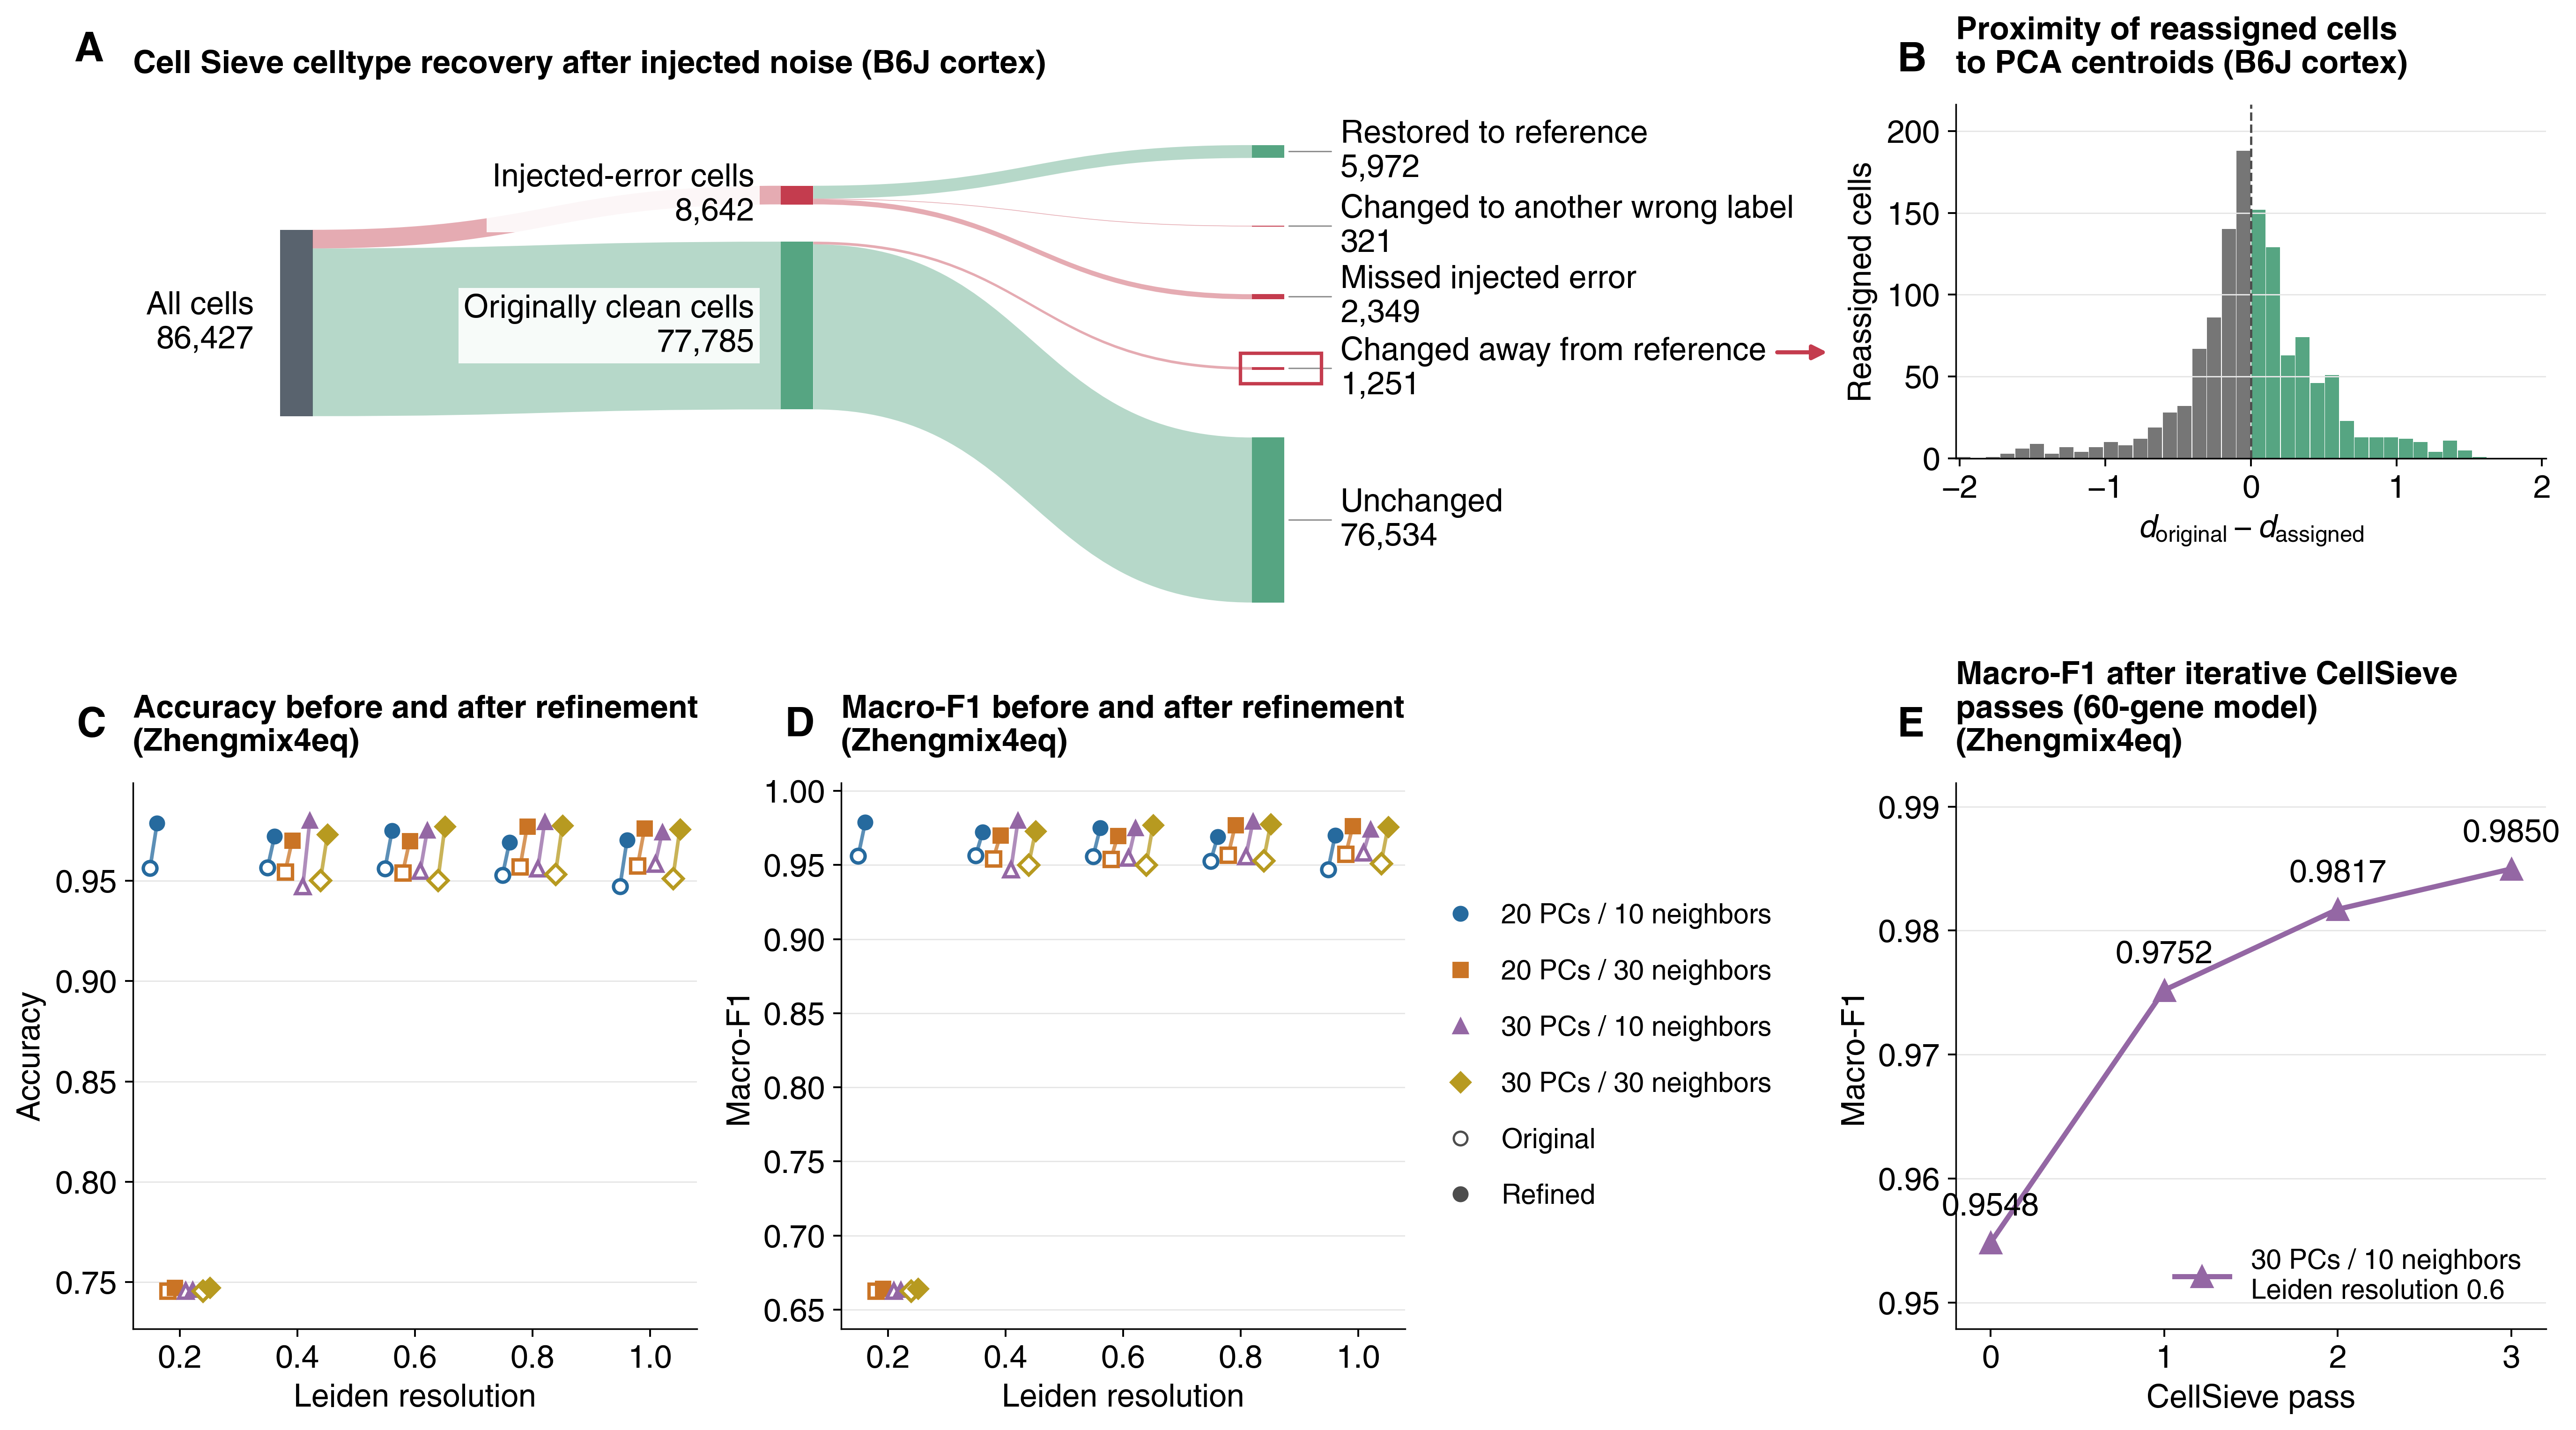 A
Cell Sieve celltype recovery after injected noise (B6J cortex)
All cells
86,427
Injected-error cells
8,642
Originally clean cells
77,785
Restored to reference
5,972
Changed to another wrong label
321
Missed injected error
2,349
Changed away from reference
1,251
Unchanged
76,534
B
Proximity of reassigned cells
to PCA centroids (B6J cortex)
Reassigned cells
200
150
100
50
0
−2
−1
0
1
2
doriginal − dassigned
C
Accuracy before and after refinement
(Zhengmix4eq)
Accuracy
0.95
0.90
0.85
0.80
0.75
0.2
0.4
0.6
0.8
1.0
Leiden resolution
D
Macro-F1 before and after refinement
(Zhengmix4eq)
Macro-F1
1.00
0.95
0.90
0.85
0.80
0.75
0.70
0.65
0.2
0.4
0.6
0.8
1.0
Leiden resolution
20 PCs / 10 neighbors
20 PCs / 30 neighbors
30 PCs / 10 neighbors
30 PCs / 30 neighbors
Original
Refined
E
Macro-F1 after iterative CellSieve
passes (60-gene model)
(Zhengmix4eq)
Macro-F1
0.99
0.98
0.97
0.96
0.95
0.9548
0.9752
0.9817
0.9850
30 PCs / 10 neighbors
Leiden resolution 0.6
0
1
2
3
CellSieve pass